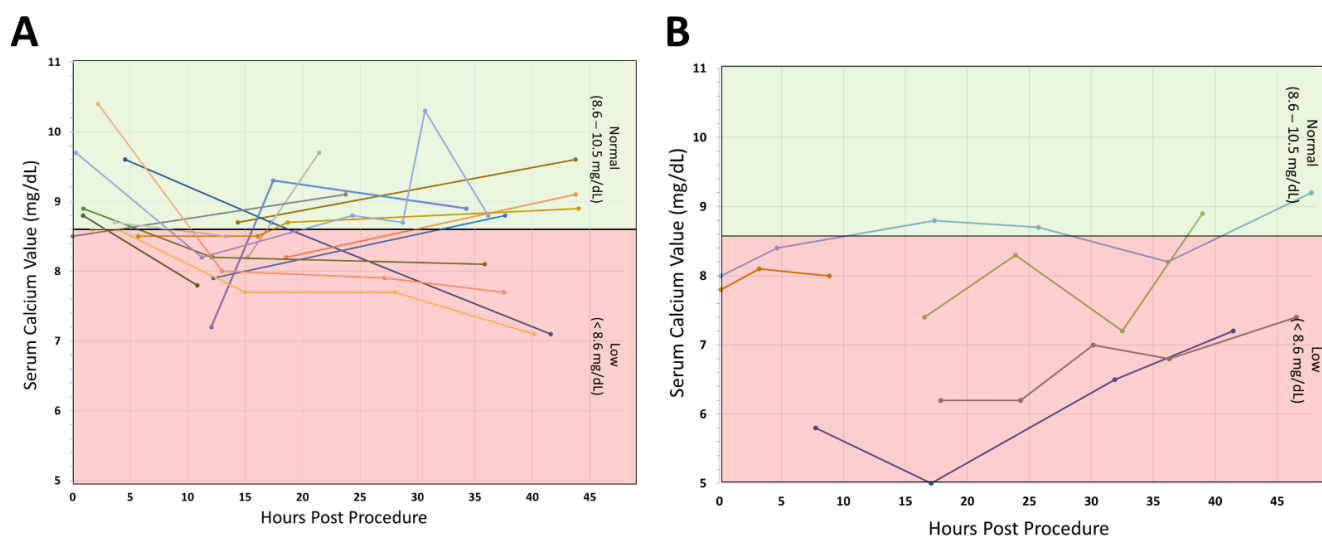 A
11
10
9
8
7
6
5
Serum Calcium Value (mg/dL)
Normal
(8.6 – 10.5 mg/dL)
Low
(< 8.6 mg/dL)
0 5 10 15 20 25 30 35 40 45
Hours Post Procedure
B
11
10
9
8
7
6
5
Serum Calcium Value (mg/dL)
Normal
(8.6 – 10.5 mg/dL)
Low
(< 8.6 mg/dL)
0 5 10 15 20 25 30 35 40 45
Hours Post Procedure